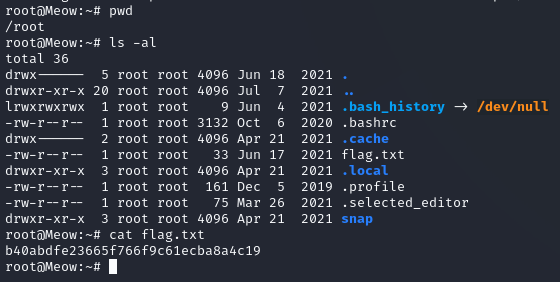 root@Meow:~# pwd
/root
root@Meow:~# ls -al
total 36
drwx------  5 root root 4096 Jun 18  2021 .
drwxr-xr-x 20 root root 4096 Jul  7  2021 ..
lrwxrwxrwx  1 root root    9 Jun  4  2021 .bash_history -> /dev/null
-rw-r--r--  1 root root 3132 Oct  6  2020 .bashrc
drwx------  2 root root 4096 Apr 21  2021 .cache
-rw-r--r--  1 root root   33 Jun 17  2021 flag.txt
drwxr-xr-x  3 root root 4096 Apr 21  2021 .local
-rw-r--r--  1 root root  161 Dec  5  2019 .profile
-rw-r--r--  1 root root   75 Mar 26  2021 .selected_editor
drwxr-xr-x  3 root root 4096 Apr 21  2021 snap
root@Meow:~# cat flag.txt
b40abdfe23665f766f9c61ecba8a4c19
root@Meow:~#